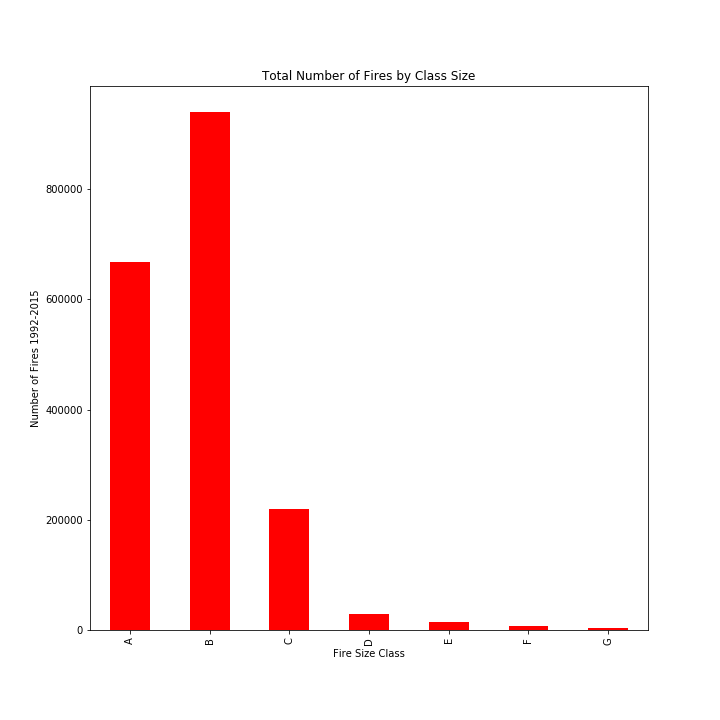 Total Number of Fires by Class Size
Number of Fires 1992-2015
800000
600000
400000
200000
0
A
B
C
D
E
F
G
Fire Size Class